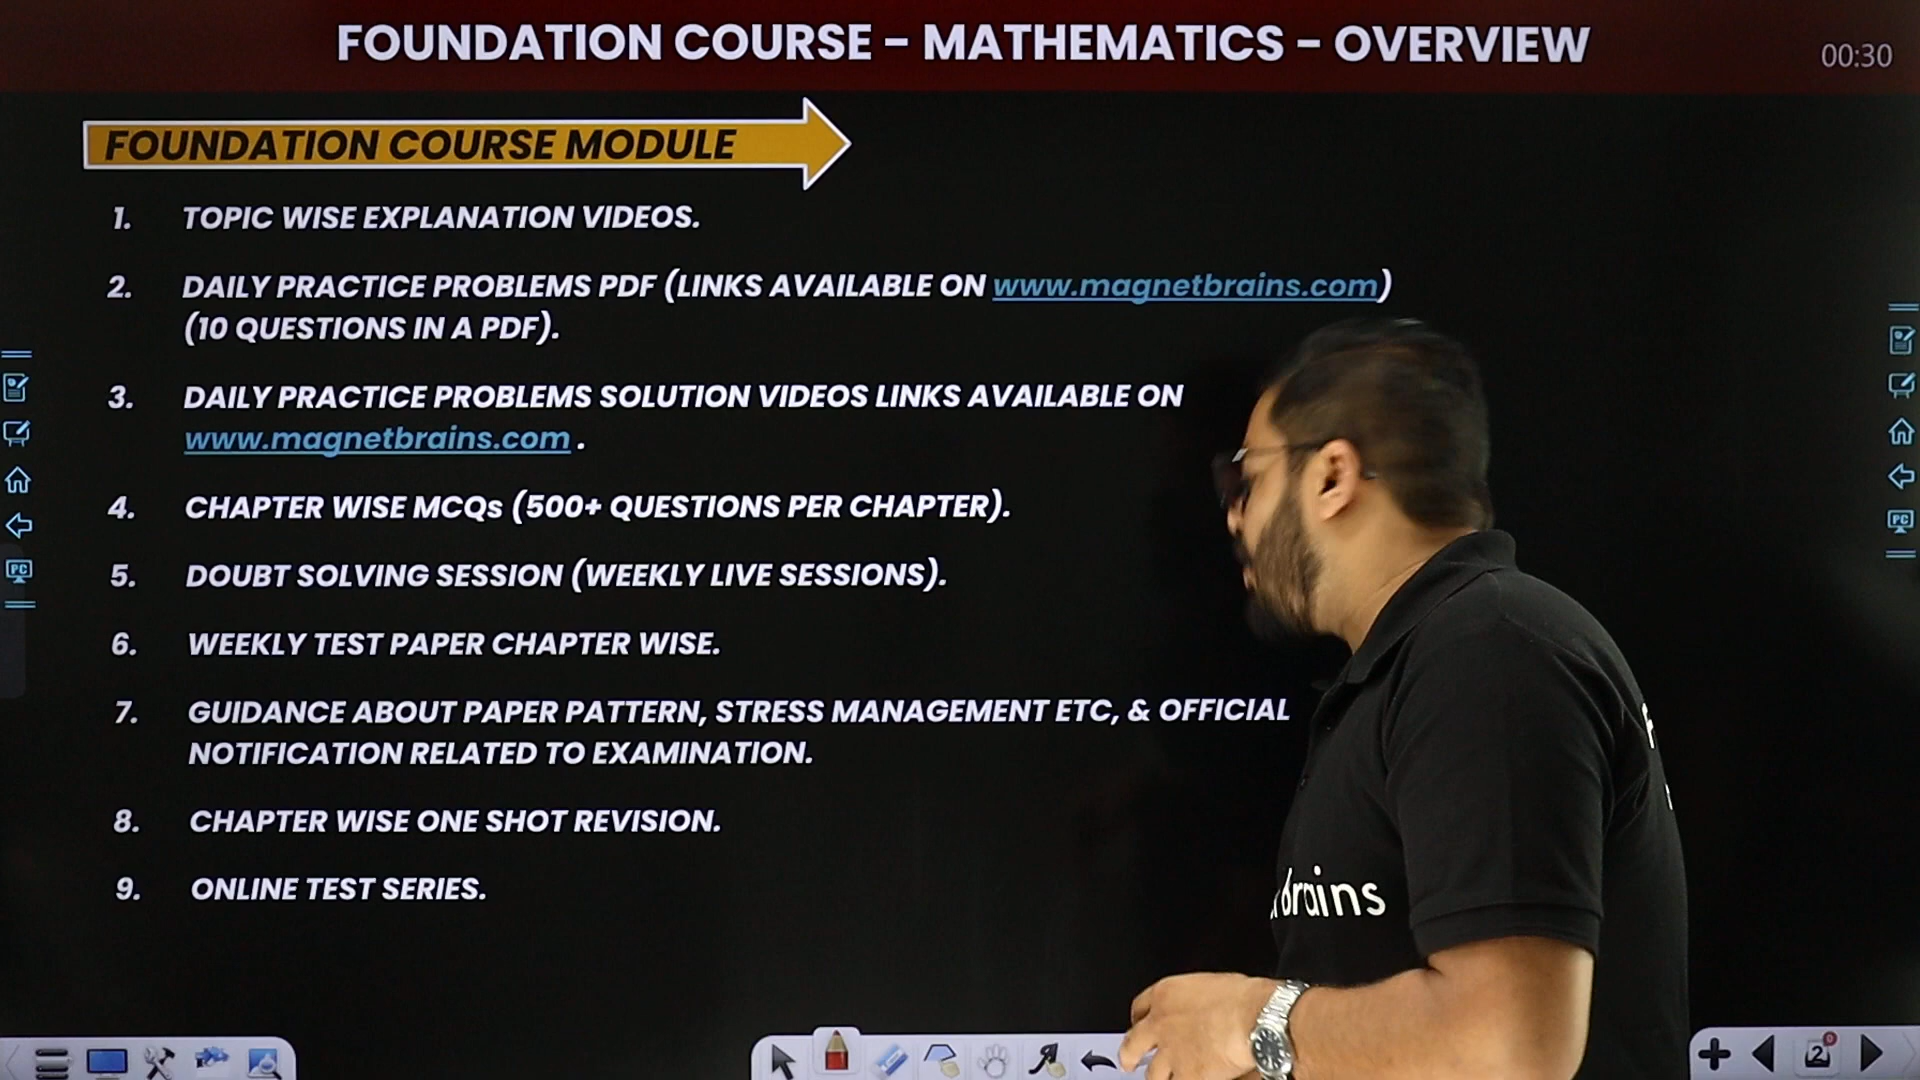 FOUNDATION COURSE - MATHEMATICS - OVERVIEW
00:30
FOUNDATION COURSE MODULE
1. TOPIC WISE EXPLANATION VIDEOS.
2. DAILY PRACTICE PROBLEMS PDF (LINKS AVAILABLE ON www.magnetbrains.com)
(10 QUESTIONS IN A PDF).
3. DAILY PRACTICE PROBLEMS SOLUTION VIDEOS LINKS AVAILABLE ON
www.magnetbrains.com .
4. CHAPTER WISE MCQs (500+ QUESTIONS PER CHAPTER).
5. DOUBT SOLVING SESSION (WEEKLY LIVE SESSIONS).
6. WEEKLY TEST PAPER CHAPTER WISE.
7. GUIDANCE ABOUT PAPER PATTERN, STRESS MANAGEMENT ETC, & OFFICIAL
NOTIFICATION RELATED TO EXAMINATION.
8. CHAPTER WISE ONE SHOT REVISION.
9. ONLINE TEST SERIES.
PC
PC
Brains
2
0